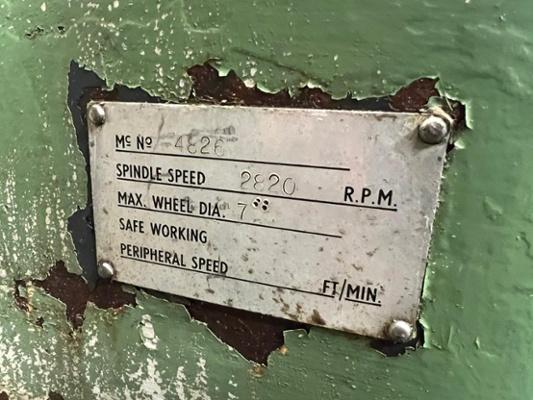 Mc No 4826
SPINDLE SPEED 2820 R.P.M.
MAX. WHEEL DIA. 7"
SAFE WORKING
PERIPHERAL SPEED FT/MIN.